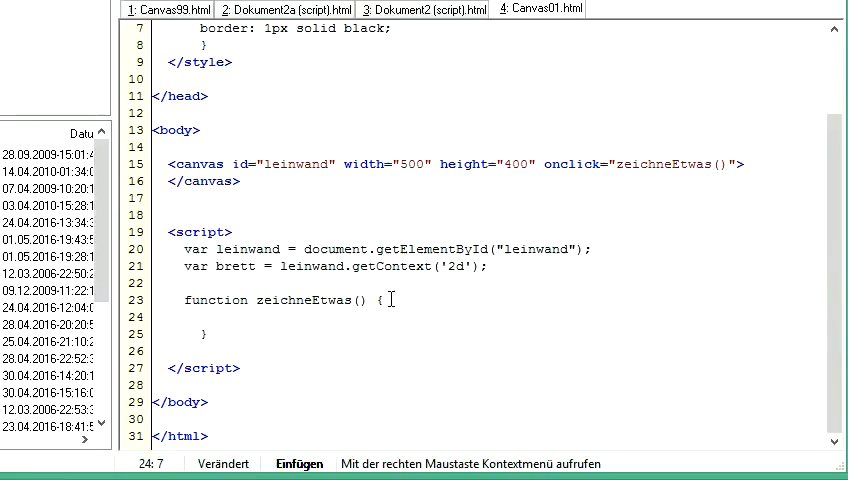 1: Canvas99.html 2: Dokument2a (script).html 3: Dokument2 (script).html 4: Canvas01.html
Datu
28.09.2009-15:01:4
14.04.2010-01:34:0
07.04.2009-10:20:1
03.04.2010-15:28:1
24.04.2016-13:34:3
01.05.2016-19:43:5
01.05.2016-19:28:1
12.03.2006-22:50:2
09.12.2009-11:22:1
24.04.2016-12:04:0
28.04.2016-20:20:5
25.04.2016-21:10:2
28.04.2016-22:52:3
30.04.2016-14:20:1
30.04.2016-15:16:0
12.03.2006-22:53:3
23.04.2016-18:41:5
7 border: 1px solid black;
8 }
9 </style>
10
11 </head>
12
13 <body>
14
15 <canvas id="leinwand" width="500" height="400" onclick="zeichneEtwas()">
16 </canvas>
17
18
19 <script>
20 var leinwand = document.getElementById("leinwand");
21 var brett = leinwand.getContext('2d');
22
23 function zeichneEtwas() {
24
25 }
26
27 </script>
28
29 </body>
30
31 </html>
24: 7 Verändert Einfügen Mit der rechten Maustaste Kontextmenü aufrufen